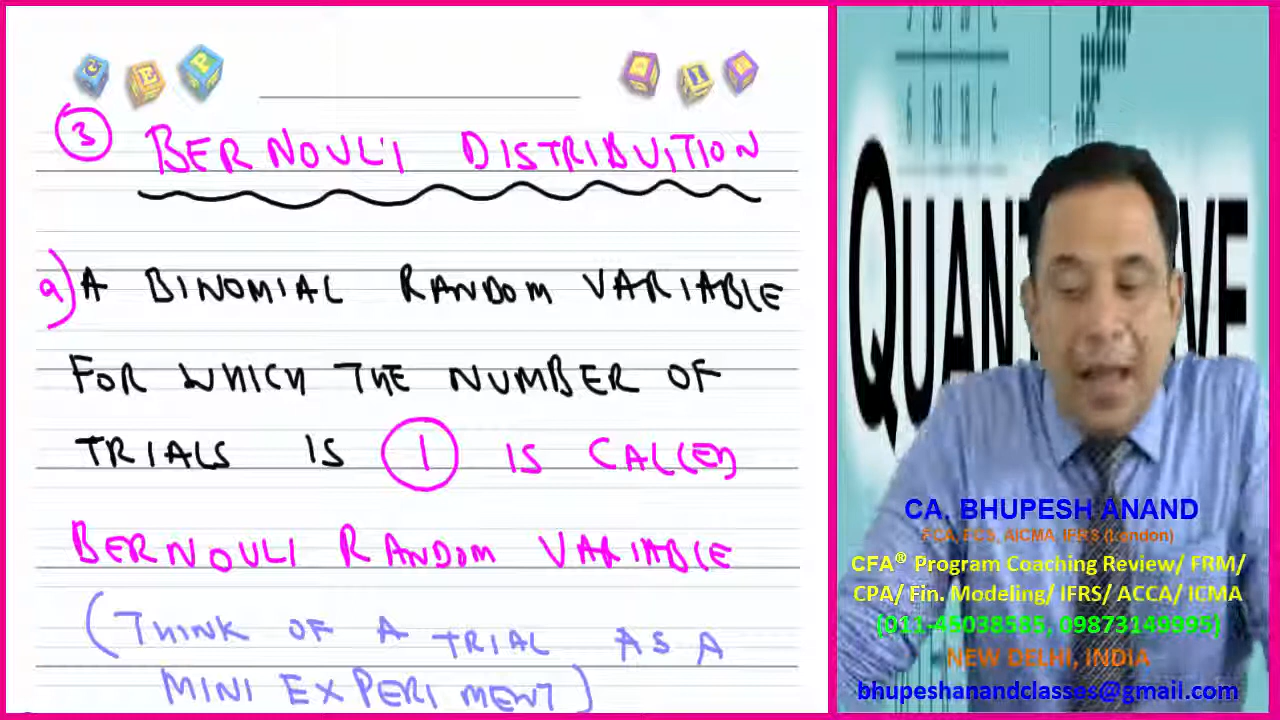 3 BERNOULI DISTRIBUITION
a) A BINOMIAL RANDOM VARIABLE
FOR WHICH THE NUMBER OF
TRIALS IS 1 IS CALLED
BERNOULI RANDOM VARIABLE
(THINK OF A TRIAL AS A
MINI EXPERIMENT)
CA. BHUPESH ANAND
FCA, FCS, AICMA, IFRS (London)
CFA® Program Coaching Review/ FRM/
CPA/ Fin. Modeling/ IFRS/ ACCA/ ICMA
NEW DELHI, INDIA
bhupeshanandclasses@gmail.com